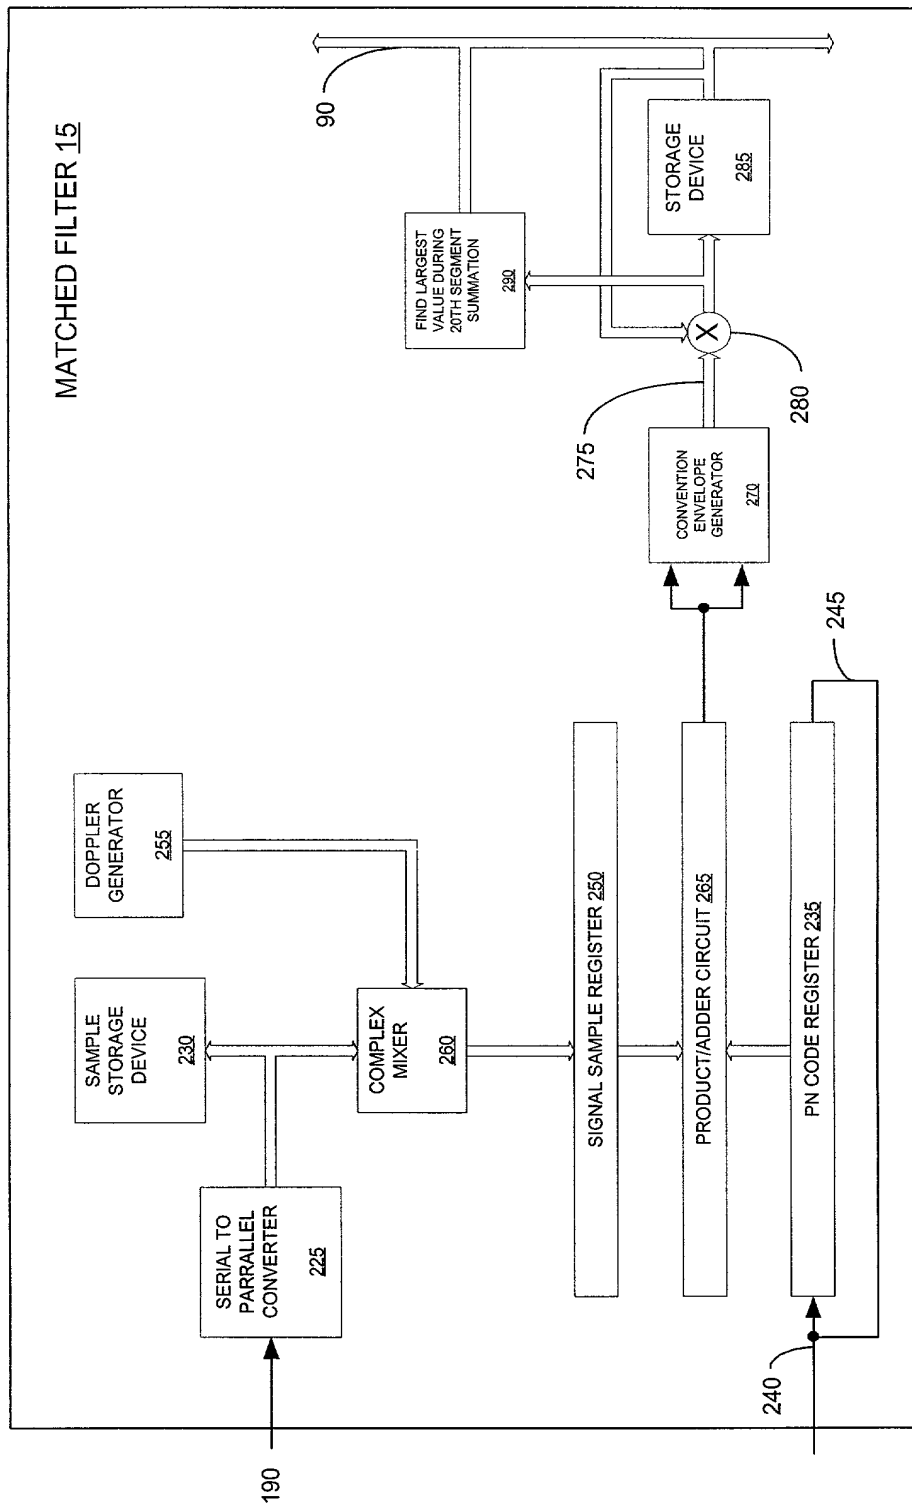 MATCHED FILTER 15
90
FIND LARGEST
VALUE DURING
20TH SEGMENT
SUMMATION
290
STORAGE
DEVICE
285
X
280
275
CONVENTION
ENVELOPE
GENERATOR
270
DOPPLER
GENERATOR
255
SAMPLE
STORAGE
DEVICE
230
SERIAL TO
PARRALLEL
CONVERTER
225
190
COMPLEX
MIXER
260
SIGNAL SAMPLE REGISTER 250
PRODUCT/ADDER CIRCUIT 265
PN CODE REGISTER 235
245
240